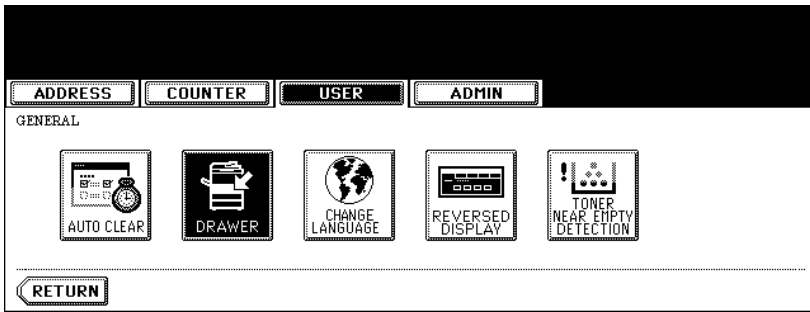 ADDRESS COUNTER USER ADMIN
GENERAL
AUTO CLEAR
DRAWER
CHANGE
LANGUAGE
REVERSED
DISPLAY
TONER
NEAR EMPTY
DETECTION
RETURN